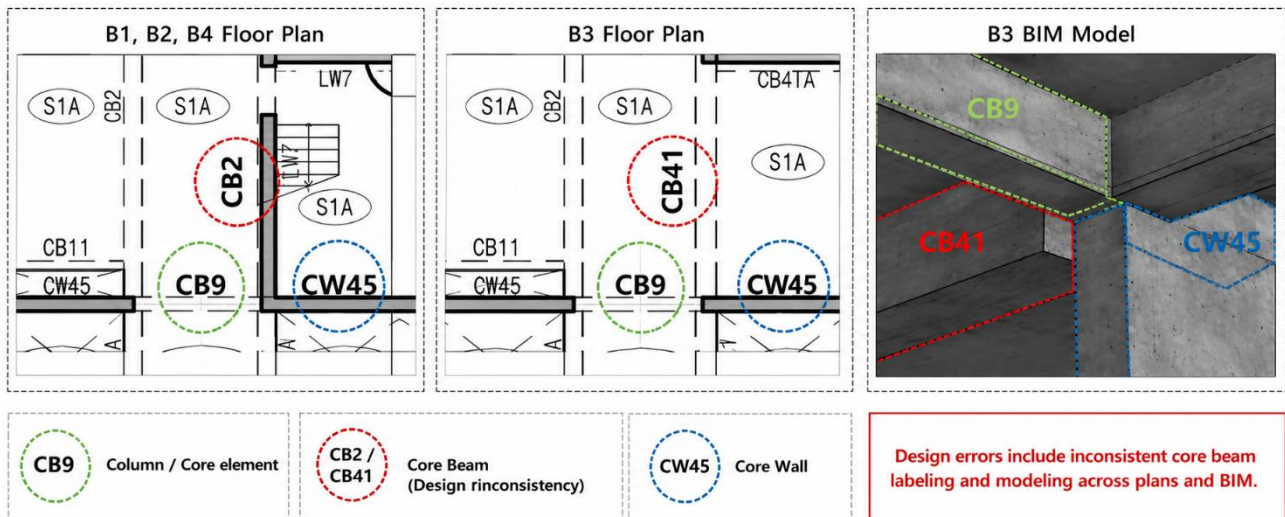 B1, B2, B4 Floor Plan
LW7
S1A
CB2
S1A
CB2
LW7
S1A
CB11
CW45
CB9
CW45
A
A
B3 Floor Plan
CB4TA
S1A
CB2
S1A
CB41
S1A
CB11
CW45
CB9
CW45
A
B3 BIM Model
CB9
CB41
CW45
CB9
Column / Core element
CB2 /
CB41
Core Beam
(Design rinconsistency)
CW45
Core Wall
Design errors include inconsistent core beam
labeling and modeling across plans and BIM.